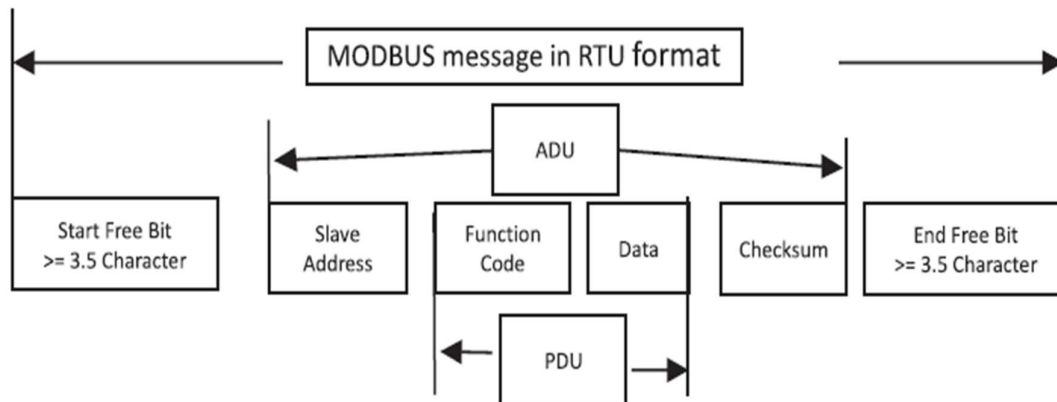 MODBUS message in RTU format
ADU
Start Free Bit
>= 3.5 Character
Slave
Address
Function
Code
Data
Checksum
End Free Bit
>= 3.5 Character
PDU